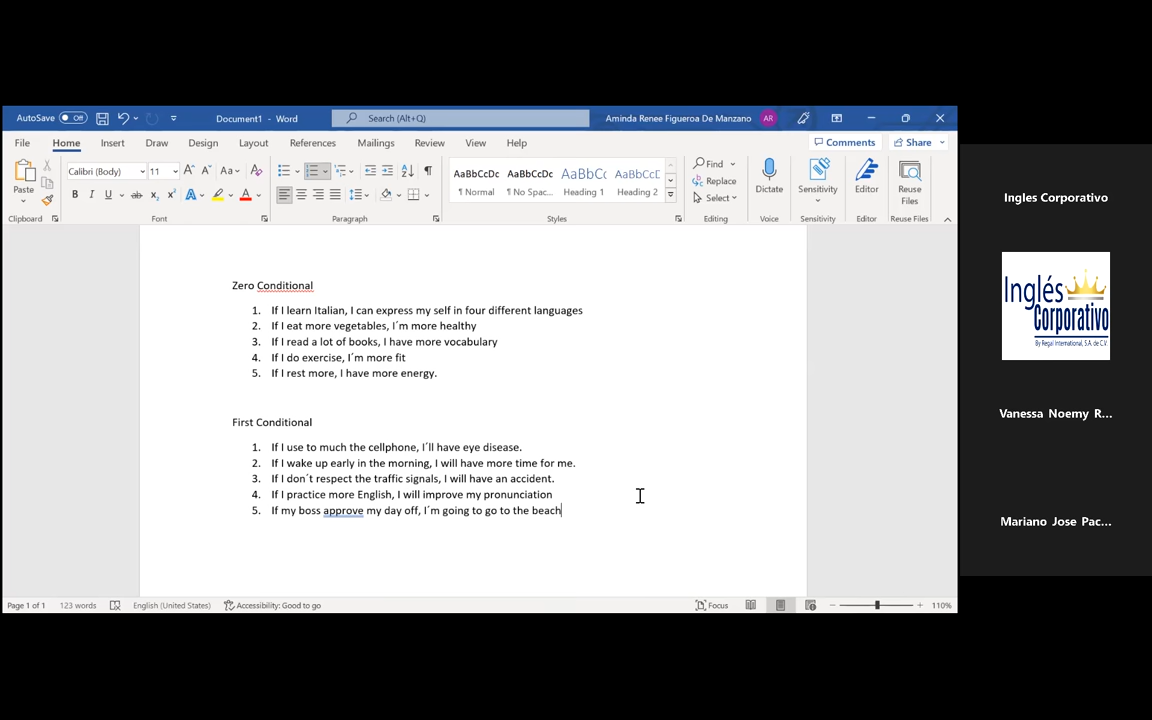 AutoSave Off Document1 - Word Search (Alt+Q) Aminda Renee Figueroa De Manzano AR
File Home Insert Draw Design Layout References Mailings Review View Help Comments Share
Paste Calibri (Body) 11 AaBbCcDc AaBbCcDc AaBbCc AaBbCcD Find Replace Select Dictate Sensitivity Editor Reuse Files
¶ Normal ¶ No Spac... Heading 1 Heading 2
Clipboard Font Paragraph Styles Editing Voice Sensitivity Editor Reuse Files
Zero Conditional
1. If I learn Italian, I can express my self in four different languages
2. If I eat more vegetables, I´m more healthy
3. If I read a lot of books, I have more vocabulary
4. If I do exercise, I´m more fit
5. If I rest more, I have more energy.
First Conditional
1. If I use to much the cellphone, I´ll have eye disease.
2. If I wake up early in the morning, I will have more time for me.
3. If I don´t respect the traffic signals, I will have an accident.
4. If I practice more English, I will improve my pronunciation
5. If my boss approve my day off, I´m going to go to the beach
Page 1 of 1 123 words English (United States) Accessibility: Good to go Focus 110%
Ingles Corporativo
Inglés
Corporativo
By Regal International, S.A. de C.V.
Vanessa Noemy R...
Mariano Jose Pac...